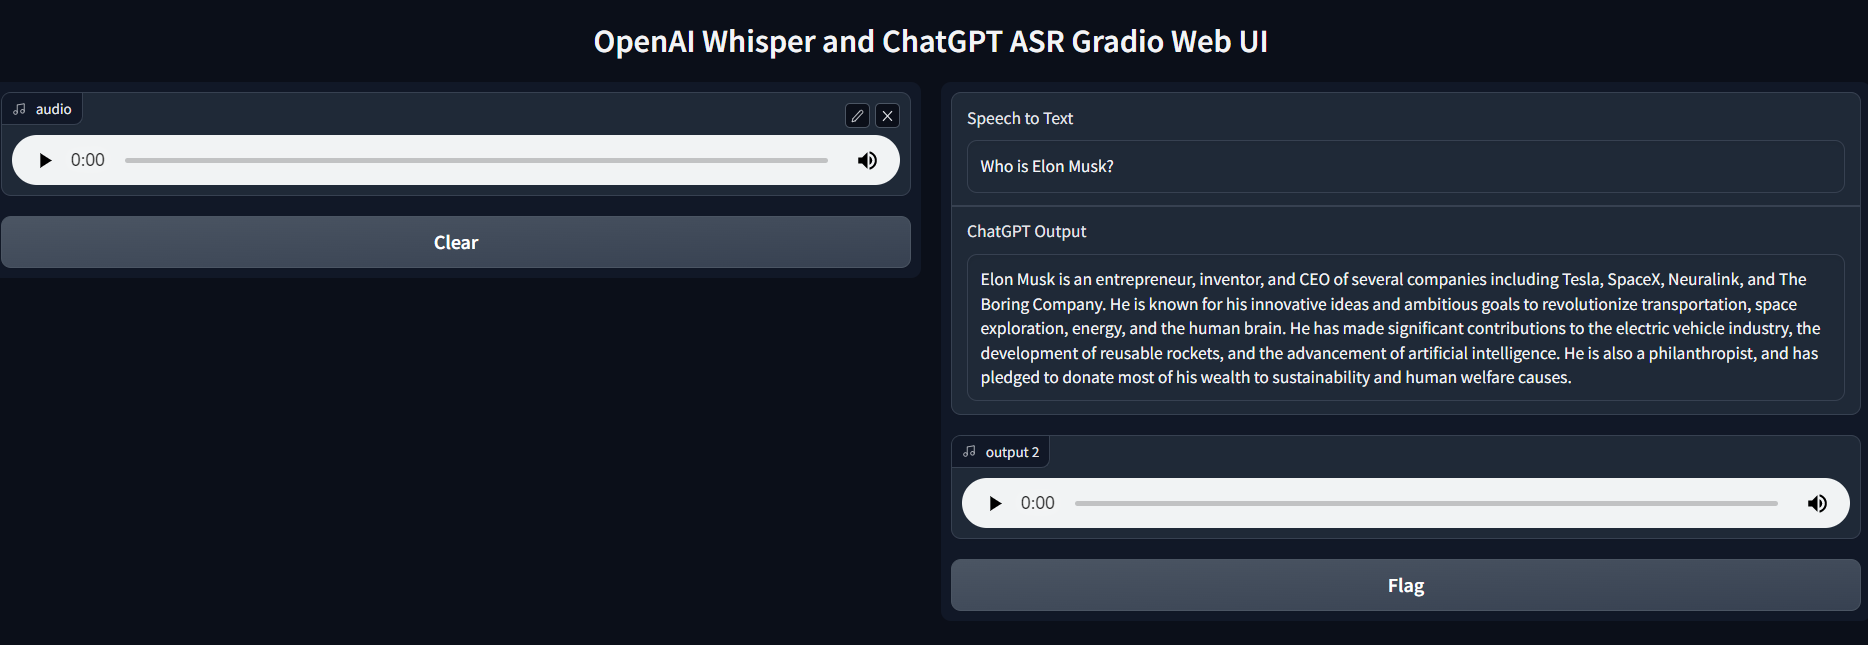 OpenAI Whisper and ChatGPT ASR Gradio Web UI
audio
0:00
Clear
Speech to Text
Who is Elon Musk?
ChatGPT Output
Elon Musk is an entrepreneur, inventor, and CEO of several companies including Tesla, SpaceX, Neuralink, and The
Boring Company. He is known for his innovative ideas and ambitious goals to revolutionize transportation, space
exploration, energy, and the human brain. He has made significant contributions to the electric vehicle industry, the
development of reusable rockets, and the advancement of artificial intelligence. He is also a philanthropist, and has
pledged to donate most of his wealth to sustainability and human welfare causes.
output 2
0:00
Flag